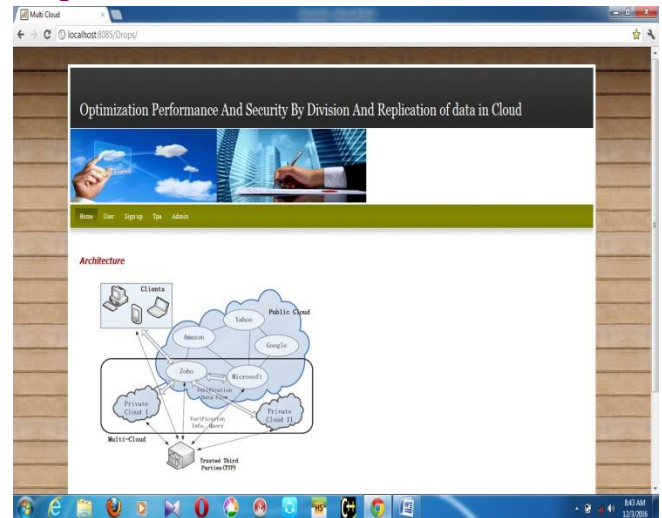 Multi Cloud
localhost:8085/Drops/
Optimization Performance And Security By Division And Replication of data in Cloud
Home User Sign up Tpa Admin
Architecture
Clients
Public Cloud
Yahoo
Amazon
Google
Zoho
Microsoft
Verification
Data Flow
Private
Cloud I
Private
Cloud II
Verification
Info. Query
Multi-Cloud
Trusted Third
Parties(TTP)
8:43 AM
12/3/2016